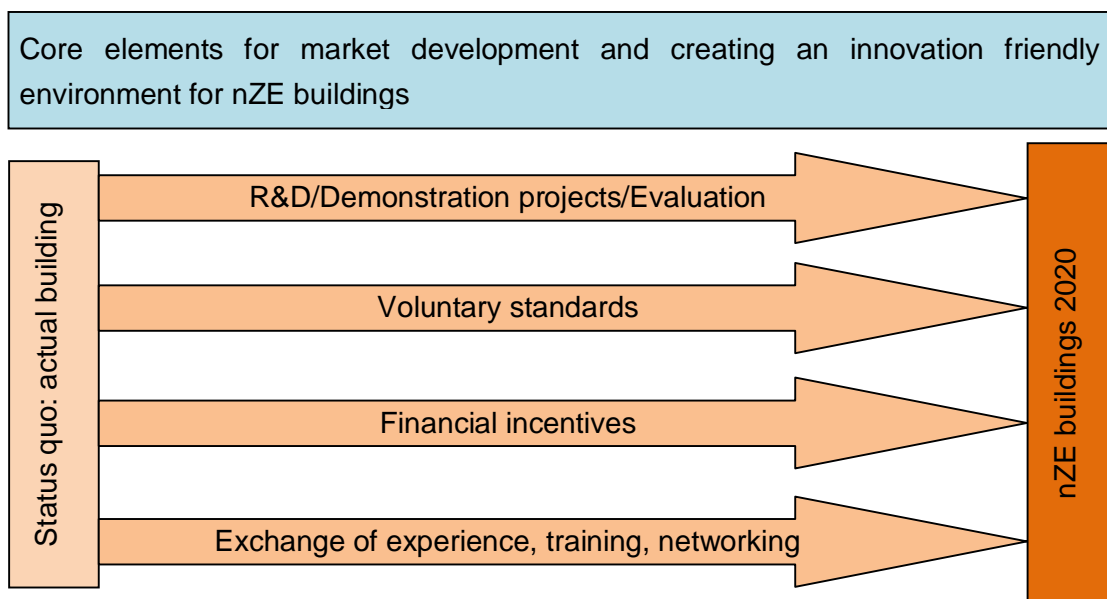 Core elements for market development and creating an innovation friendly
environment for nZE buildings
Status quo: actual building
R&D/Demonstration projects/Evaluation
Voluntary standards
Financial incentives
Exchange of experience, training, networking
nZE buildings 2020